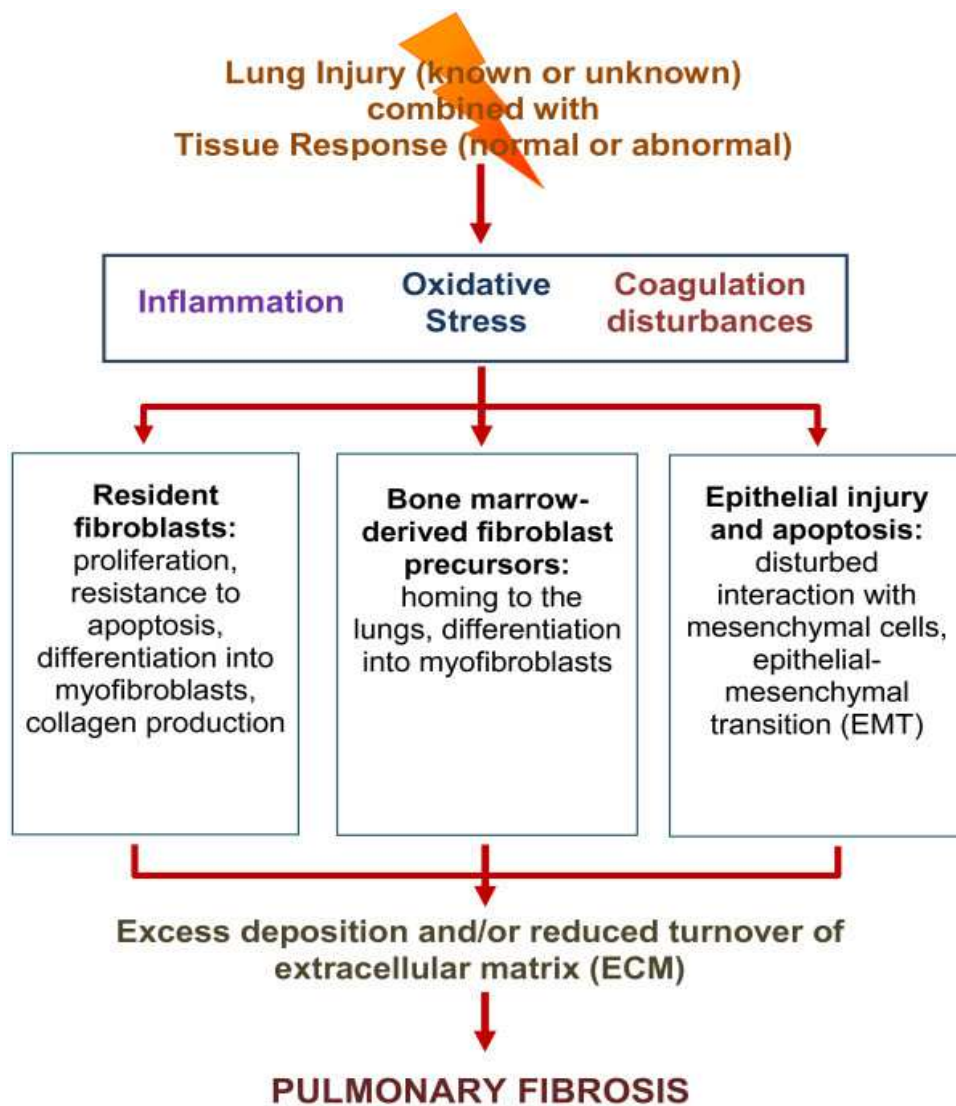 Lung Injury (known or unknown)
combined with
Tissue Response (normal or abnormal)
Inflammation
Oxidative
Stress
Coagulation
disturbances
Resident
fibroblasts:
proliferation,
resistance to
apoptosis,
differentiation into
myofibroblasts,
collagen production
Bone marrow-
derived fibroblast
precursors:
homing to the
lungs, differentiation
into myofibroblasts
Epithelial injury
and apoptosis:
disturbed
interaction with
mesenchymal cells,
epithelial-
mesenchymal
transition (EMT)
Excess deposition and/or reduced turnover of
extracellular matrix (ECM)
PULMONARY FIBROSIS